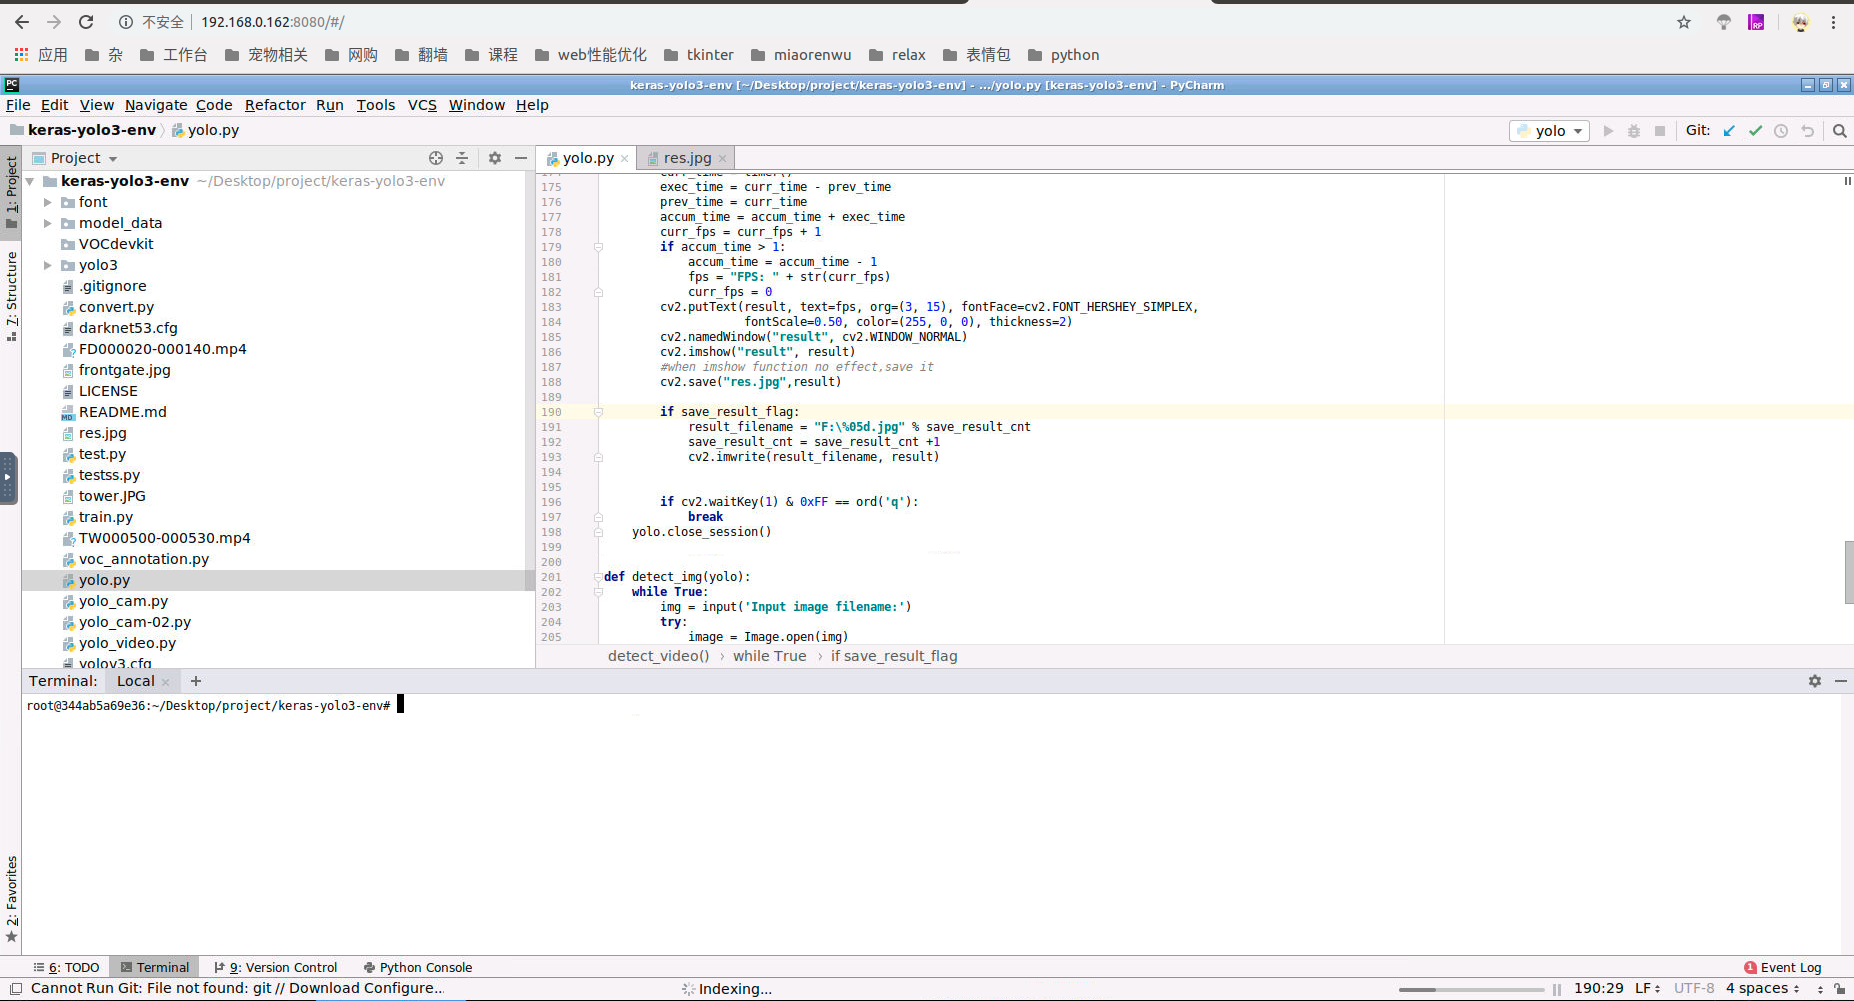 不安全 192.168.0.162:8080/#/
应用 杂 工作台 宠物相关 网购 翻墙 课程 web性能优化 tkinter miaorenwu relax 表情包 python
keras-yolo3-env [~/Desktop/project/keras-yolo3-env] - .../yolo.py [keras-yolo3-env] - PyCharm
File Edit View Navigate Code Refactor Run Tools VCS Window Help
keras-yolo3-env yolo.py yolo Git:
1: Project
7: Structure
2: Favorites
Project
keras-yolo3-env ~/Desktop/project/keras-yolo3-env
font
model_data
VOCdevkit
yolo3
.gitignore
convert.py
darknet53.cfg
FD000020-000140.mp4
frontgate.jpg
LICENSE
README.md
res.jpg
test.py
testss.py
tower.JPG
train.py
TW000500-000530.mp4
voc_annotation.py
yolo.py
yolo_cam.py
yolo_cam-02.py
yolo_video.py
yolov3.cfg
yolo.py res.jpg
174 curr_time = timer()
175 exec_time = curr_time - prev_time
176 prev_time = curr_time
177 accum_time = accum_time + exec_time
178 curr_fps = curr_fps + 1
179 if accum_time > 1:
180 accum_time = accum_time - 1
181 fps = "FPS: " + str(curr_fps)
182 curr_fps = 0
183 cv2.putText(result, text=fps, org=(3, 15), fontFace=cv2.FONT_HERSHEY_SIMPLEX,
184 fontScale=0.50, color=(255, 0, 0), thickness=2)
185 cv2.namedWindow("result", cv2.WINDOW_NORMAL)
186 cv2.imshow("result", result)
187 #when imshow function no effect,save it
188 cv2.save("res.jpg",result)
189
190 if save_result_flag:
191 result_filename = "F:\%05d.jpg" % save_result_cnt
192 save_result_cnt = save_result_cnt +1
193 cv2.imwrite(result_filename, result)
194
195
196 if cv2.waitKey(1) & 0xFF == ord('q'):
197 break
198 yolo.close_session()
199
200
201 def detect_img(yolo):
202 while True:
203 img = input('Input image filename:')
204 try:
205 image = Image.open(img)
detect_video() › while True › if save_result_flag
Terminal: Local +
root@344ab5a69e36:~/Desktop/project/keras-yolo3-env#
6: TODO Terminal 9: Version Control Python Console 1 Event Log
Cannot Run Git: File not found: git // Download Configure... Indexing... 190:29 LF UTF-8 4 spaces